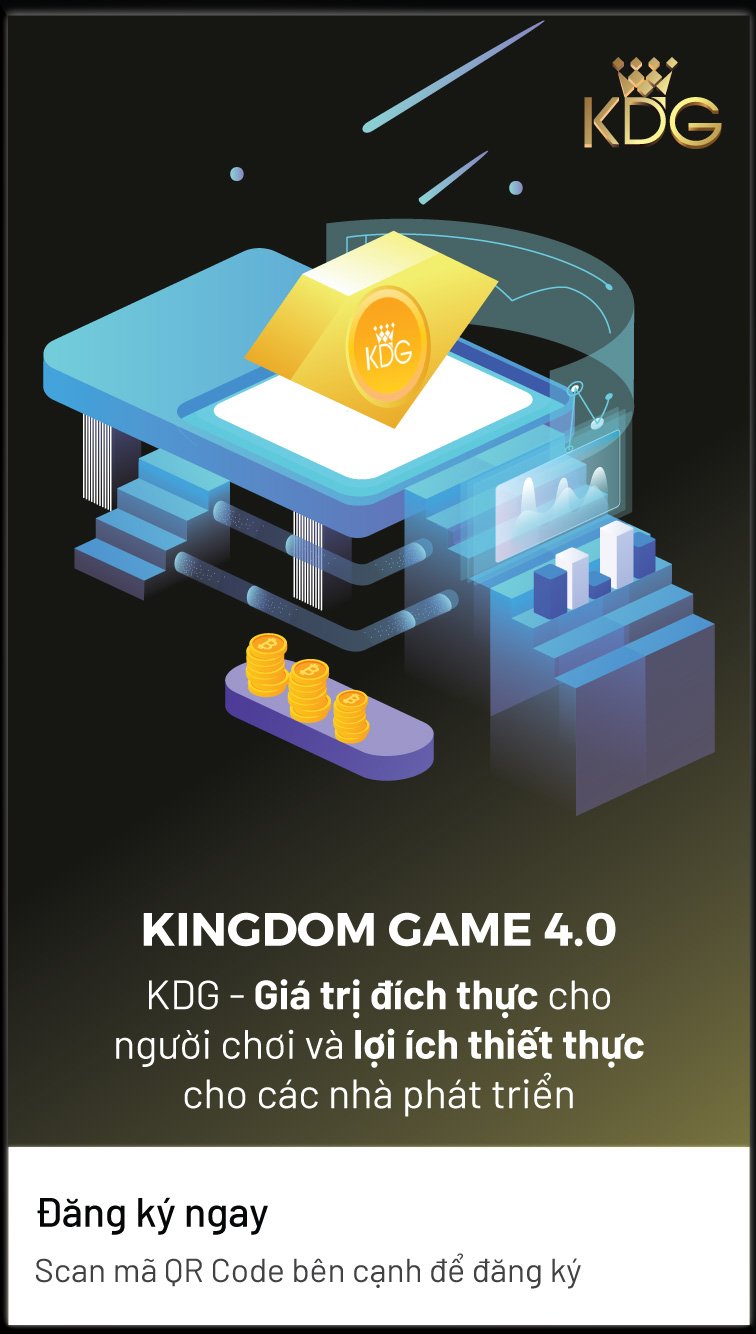 KDG
KDG
KINGDOM GAME 4.0
KDG - Giá trị đích thực cho
người chơi và lợi ích thiết thực
cho các nhà phát triển
Đăng ký ngay
Scan mã QR Code bên cạnh để đăng ký